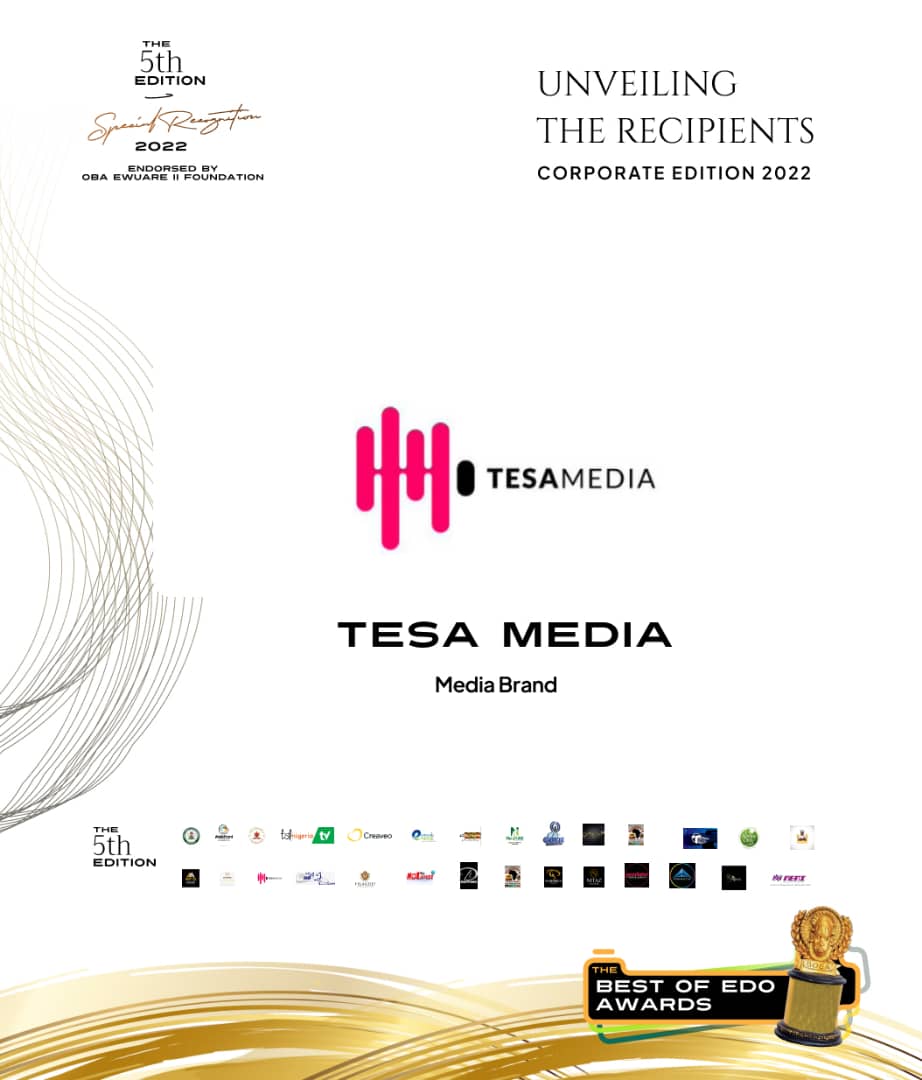 THE
5th
EDITION
Special Recognition
2022
ENDORSED BY
OBA EWUARE II FOUNDATION
UNVEILING
THE RECIPIENTS
CORPORATE EDITION 2022
TESAMEDIA
TESA MEDIA
Media Brand
THE
5th
EDITION
tv
Creaveo
THE
BEST OF EDO
AWARDS